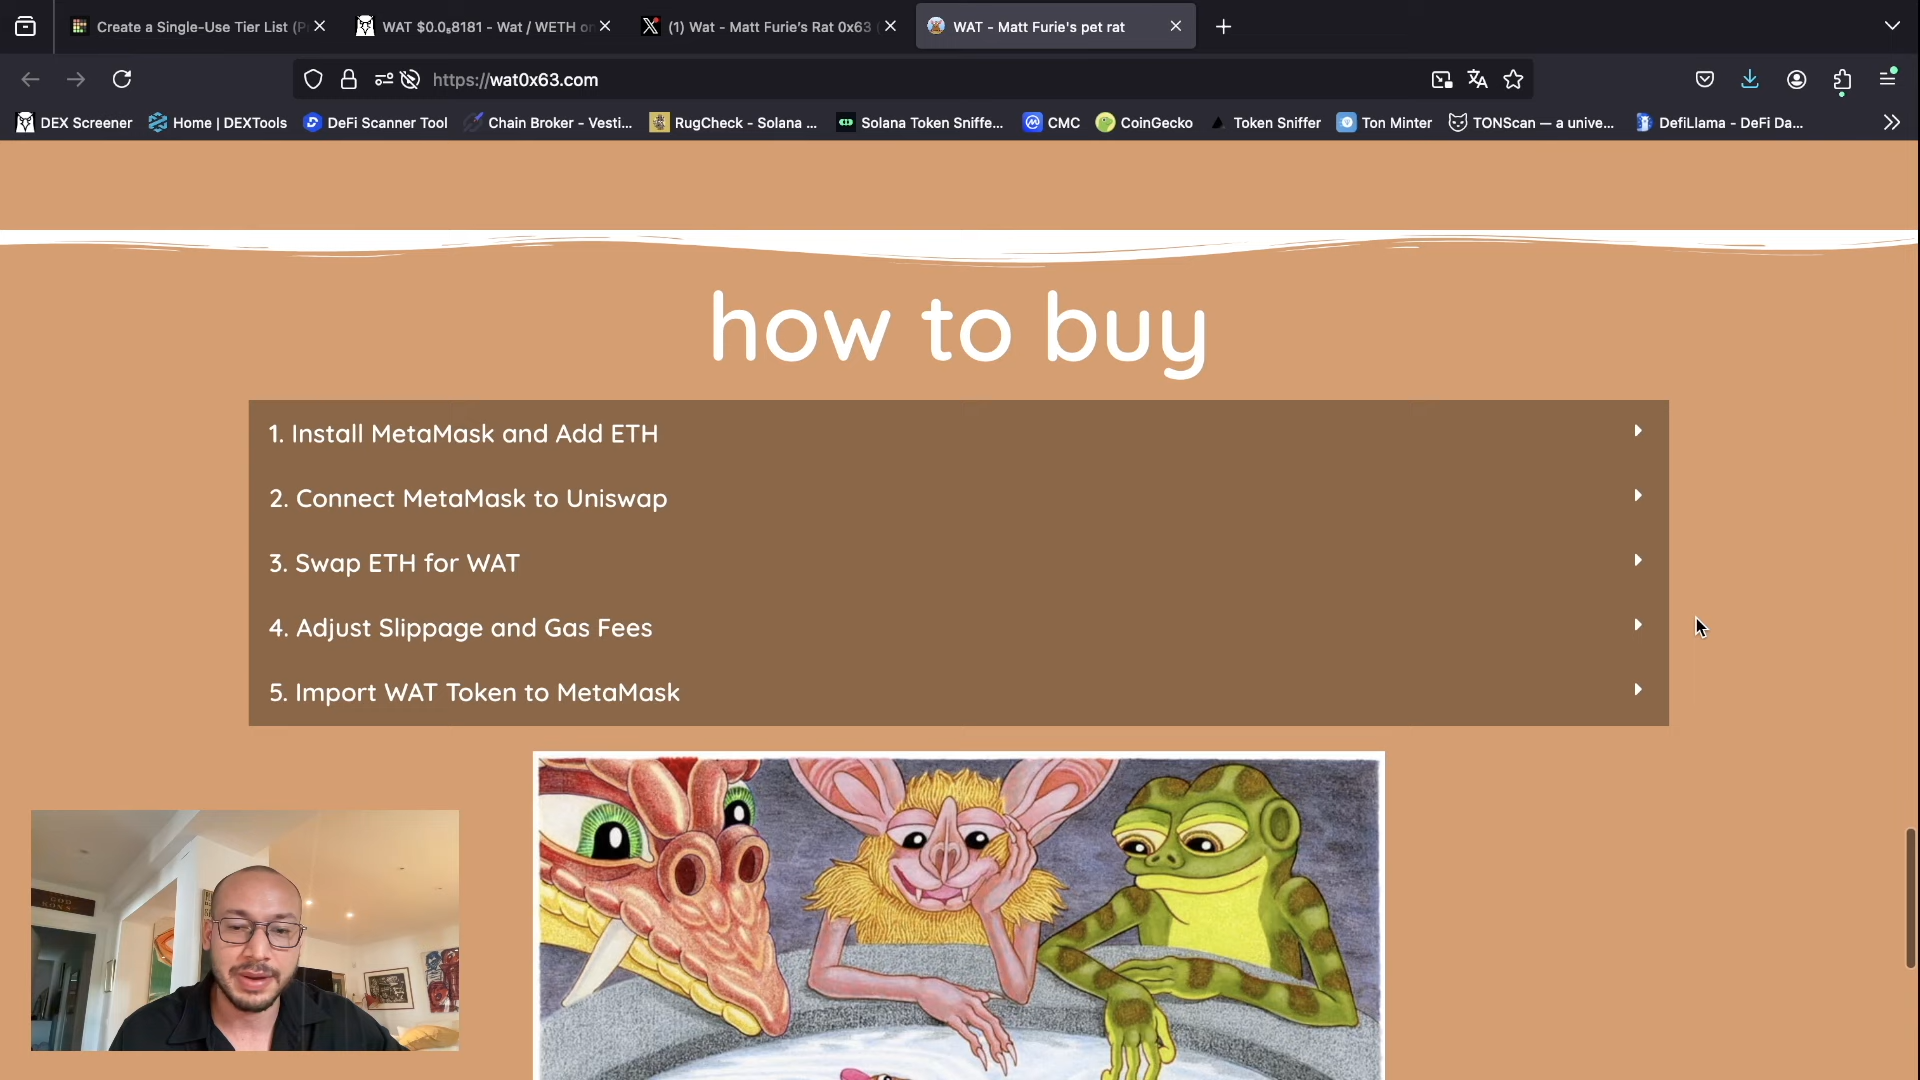 Create a Single-Use Tier List (P
WAT $0.0₈8181 - Wat / WETH on
(1) Wat - Matt Furie's Rat 0x63 (
WAT - Matt Furie's pet rat
https://wat0x63.com
DEX Screener
Home | DEXTools
DeFi Scanner Tool
Chain Broker - Vesti...
RugCheck - Solana ...
Solana Token Sniffe...
CMC
CoinGecko
Token Sniffer
Ton Minter
TONScan — a unive...
DefiLlama - DeFi Da...
how to buy
1. Install MetaMask and Add ETH
2. Connect MetaMask to Uniswap
3. Swap ETH for WAT
4. Adjust Slippage and Gas Fees
5. Import WAT Token to MetaMask